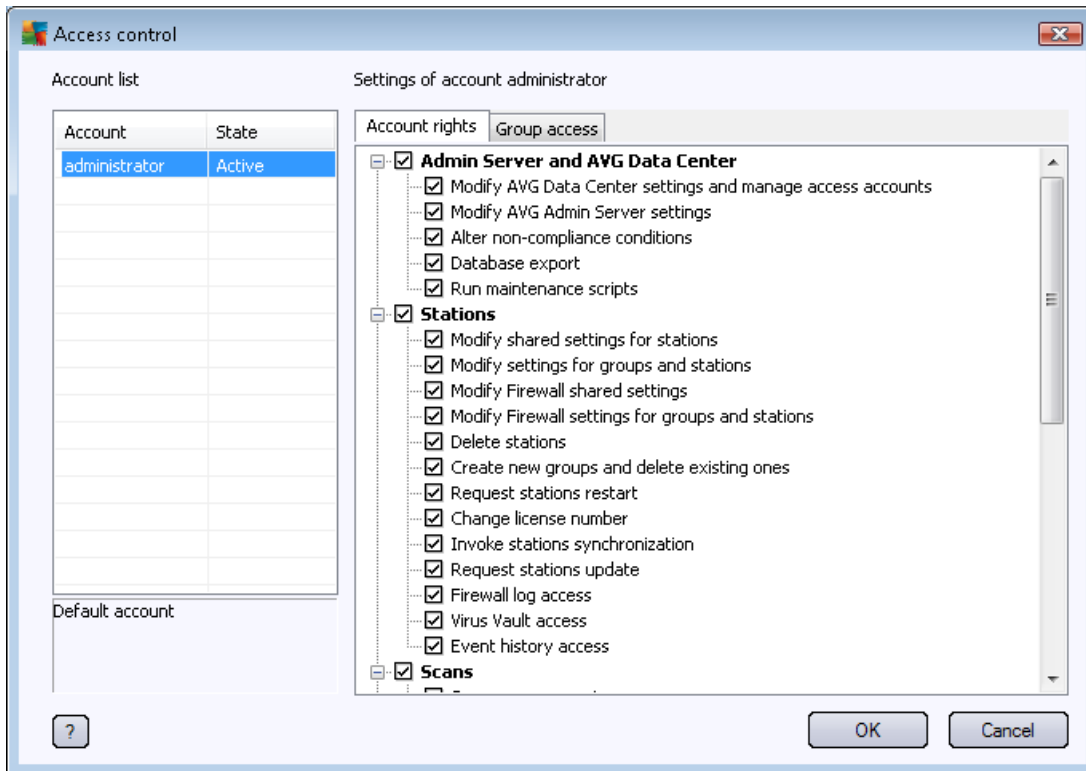 Access control
Account list
Settings of account administrator
Account State
administrator Active
Default account
Account rights Group access
Admin Server and AVG Data Center
Modify AVG Data Center settings and manage access accounts
Modify AVG Admin Server settings
Alter non-compliance conditions
Database export
Run maintenance scripts
Stations
Modify shared settings for stations
Modify settings for groups and stations
Modify Firewall shared settings
Modify Firewall settings for groups and stations
Delete stations
Create new groups and delete existing ones
Request stations restart
Change license number
Invoke stations synchronization
Request stations update
Firewall log access
Virus Vault access
Event history access
Scans
?
OK
Cancel